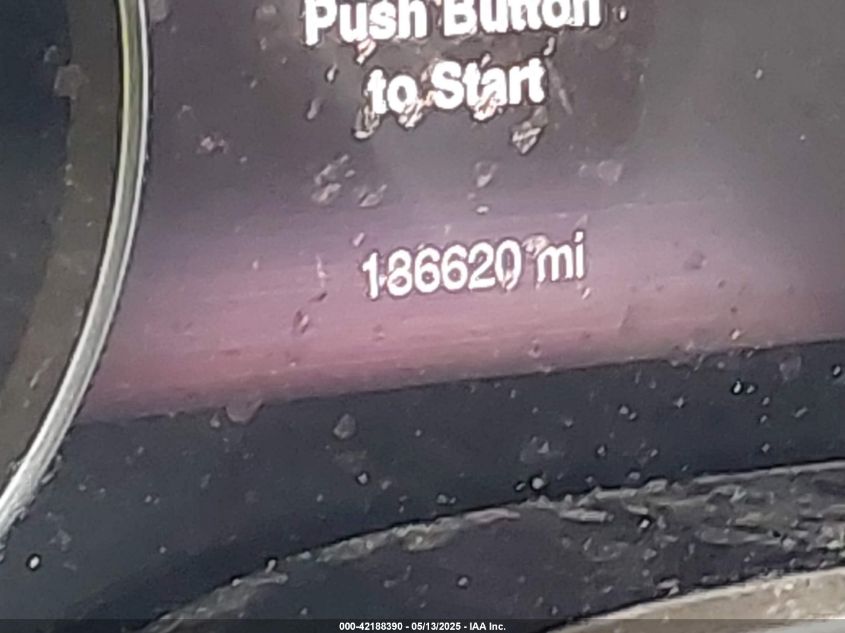 Push Button
to Start
186620 mi
000-42188390 - 05/13/2025 - IAA Inc.